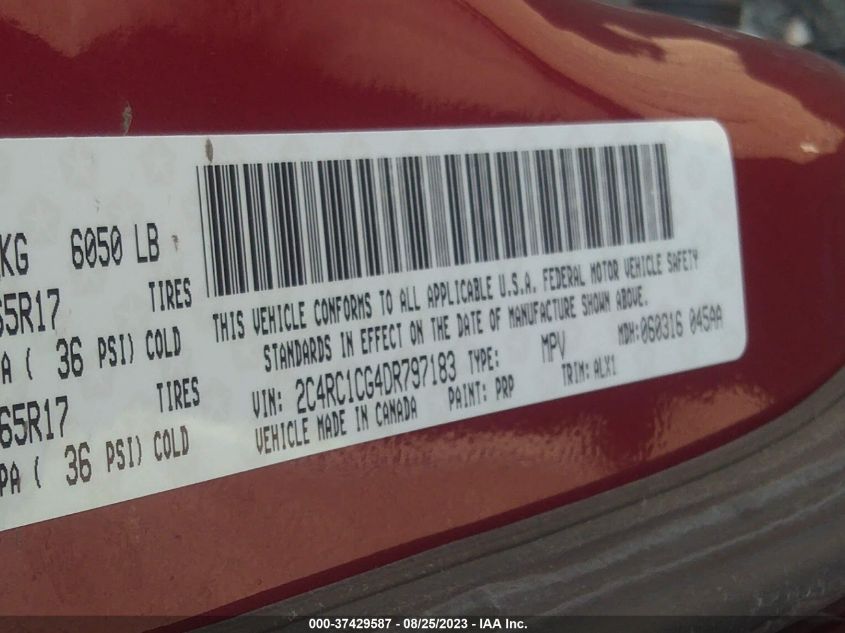 KG 6050 LB
65R17 TIRES
A ( 36 PSI) COLD
65R17 TIRES
PA ( 36 PSI) COLD
THIS VEHICLE CONFORMS TO ALL APPLICABLE U.S.A. FEDERAL MOTOR VEHICLE SAFETY
STANDARDS IN EFFECT ON THE DATE OF MANUFACTURE SHOWN ABOVE.
VIN: 2C4RC1CG4DR797183 TYPE: MPV MDH:060316 045AA
VEHICLE MADE IN CANADA PAINT: PRP TRIM: ALX1
000-37429587 - 08/25/2023 - IAA Inc.